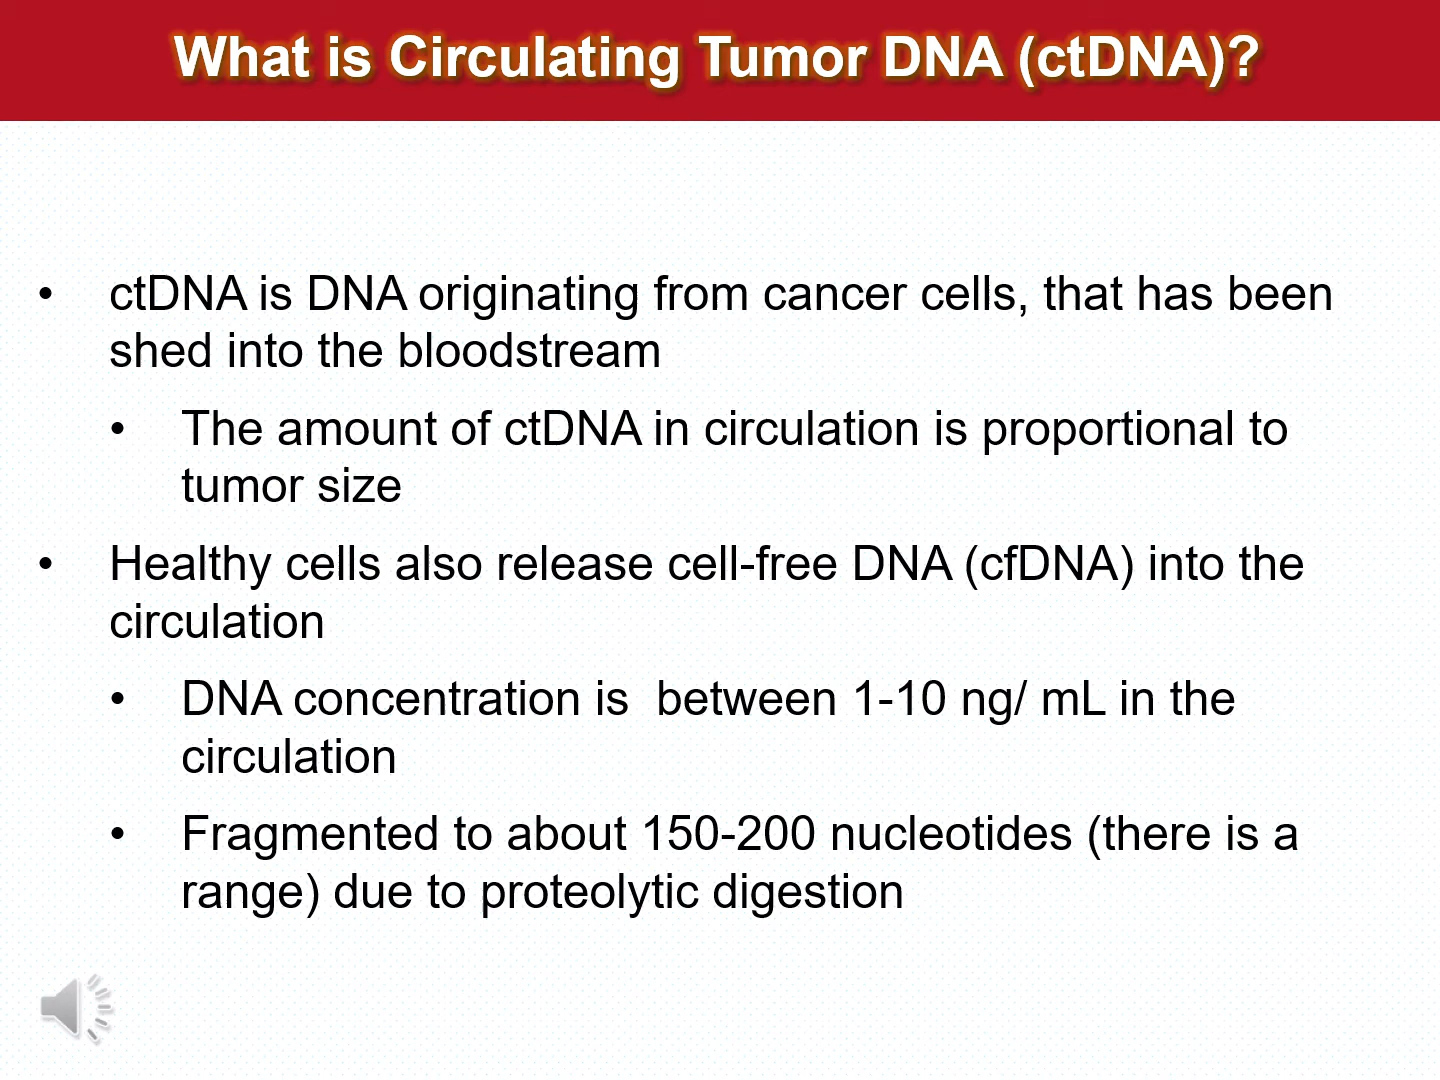 What is Circulating Tumor DNA (ctDNA)?
• ctDNA is DNA originating from cancer cells, that has been
shed into the bloodstream
• The amount of ctDNA in circulation is proportional to
tumor size
• Healthy cells also release cell-free DNA (cfDNA) into the
circulation
• DNA concentration is  between 1-10 ng/ mL in the
circulation
• Fragmented to about 150-200 nucleotides (there is a
range) due to proteolytic digestion